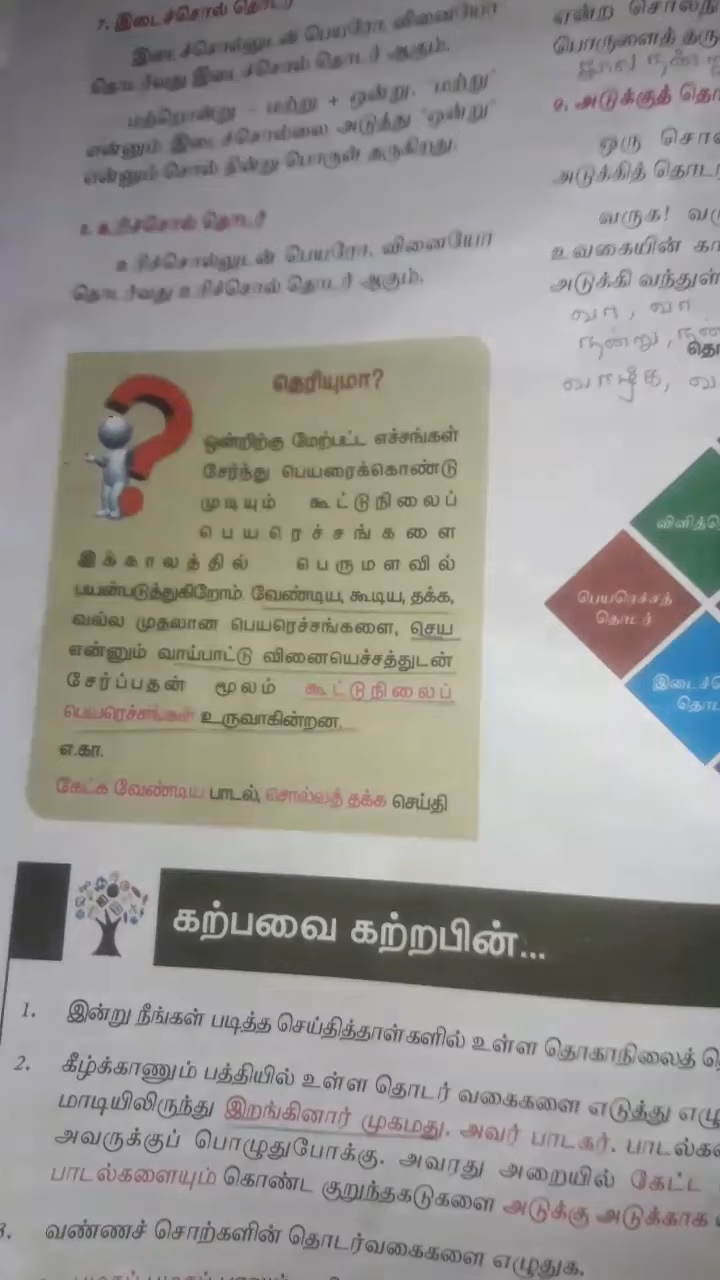 7. இடைச்சொல் தொடர்
இடைச்சொல்லுடன் பெயரோ, வினையோ
தொடர்வது இடைச்சொல் தொடர் ஆகும்.
மற்றொன்று - மற்று + ஒன்று. "மற்று"
என்னும் இடைச்சொல்லை அடுத்து "ஒன்று"
என்னும் சொல் நின்று பொருள் தருகிறது.
8. உரிச்சொல் தொடர்
உரிச்சொல்லுடன் பெயரோ, வினையோ
தொடர்வது உரிச்சொல் தொடர் ஆகும்.
தெரியுமா?
ஒன்றிற்கு மேற்பட்ட எச்சங்கள்
சேர்ந்து பெயரைக்கொண்டு
முடியும் கூட்டுநிலைப்
பெயரெச்சங்களை
இக்காலத்தில் பெருமளவில்
பயன்படுத்துகிறோம். வேண்டிய, கூடிய, தக்க,
வல்ல முதலான பெயரெச்சங்களை, செய
என்னும் வாய்பாட்டு வினையெச்சத்துடன்
சேர்ப்பதன் மூலம் கூட்டுநிலைப்
பெயரெச்சங்கள் உருவாகின்றன.
எ.கா.
கேட்க வேண்டிய பாடல், சொல்லத் தக்க செய்தி
என்ற
பொருளைத்
9. அடுக்குத்
ஒரு
அடுக்கித்
வருக!
உவகையின்
அடுக்கி
வா, வா
நன்று,
வாழ்க,
பெயரெச்சத்
தொடர்
கற்பவை கற்றபின்...
1. இன்று நீங்கள் படித்த செய்தித்தாள்களில் உள்ள தொகாநிலைத்
2. கீழ்க்காணும் பத்தியில் உள்ள தொடர் வகைகளை எடுத்து
மாடியிலிருந்து இறங்கினார் முகமது. அவர் பாடகர்.
அவருக்குப் பொழுதுபோக்கு. அவரது அறையில் கேட்ட
பாடல்களையும் கொண்ட குறுந்தகடுகளை அடுக்கு அடுக்காக
3. வண்ணச் சொற்களின் தொடர்வகைகளை எழுதுக.